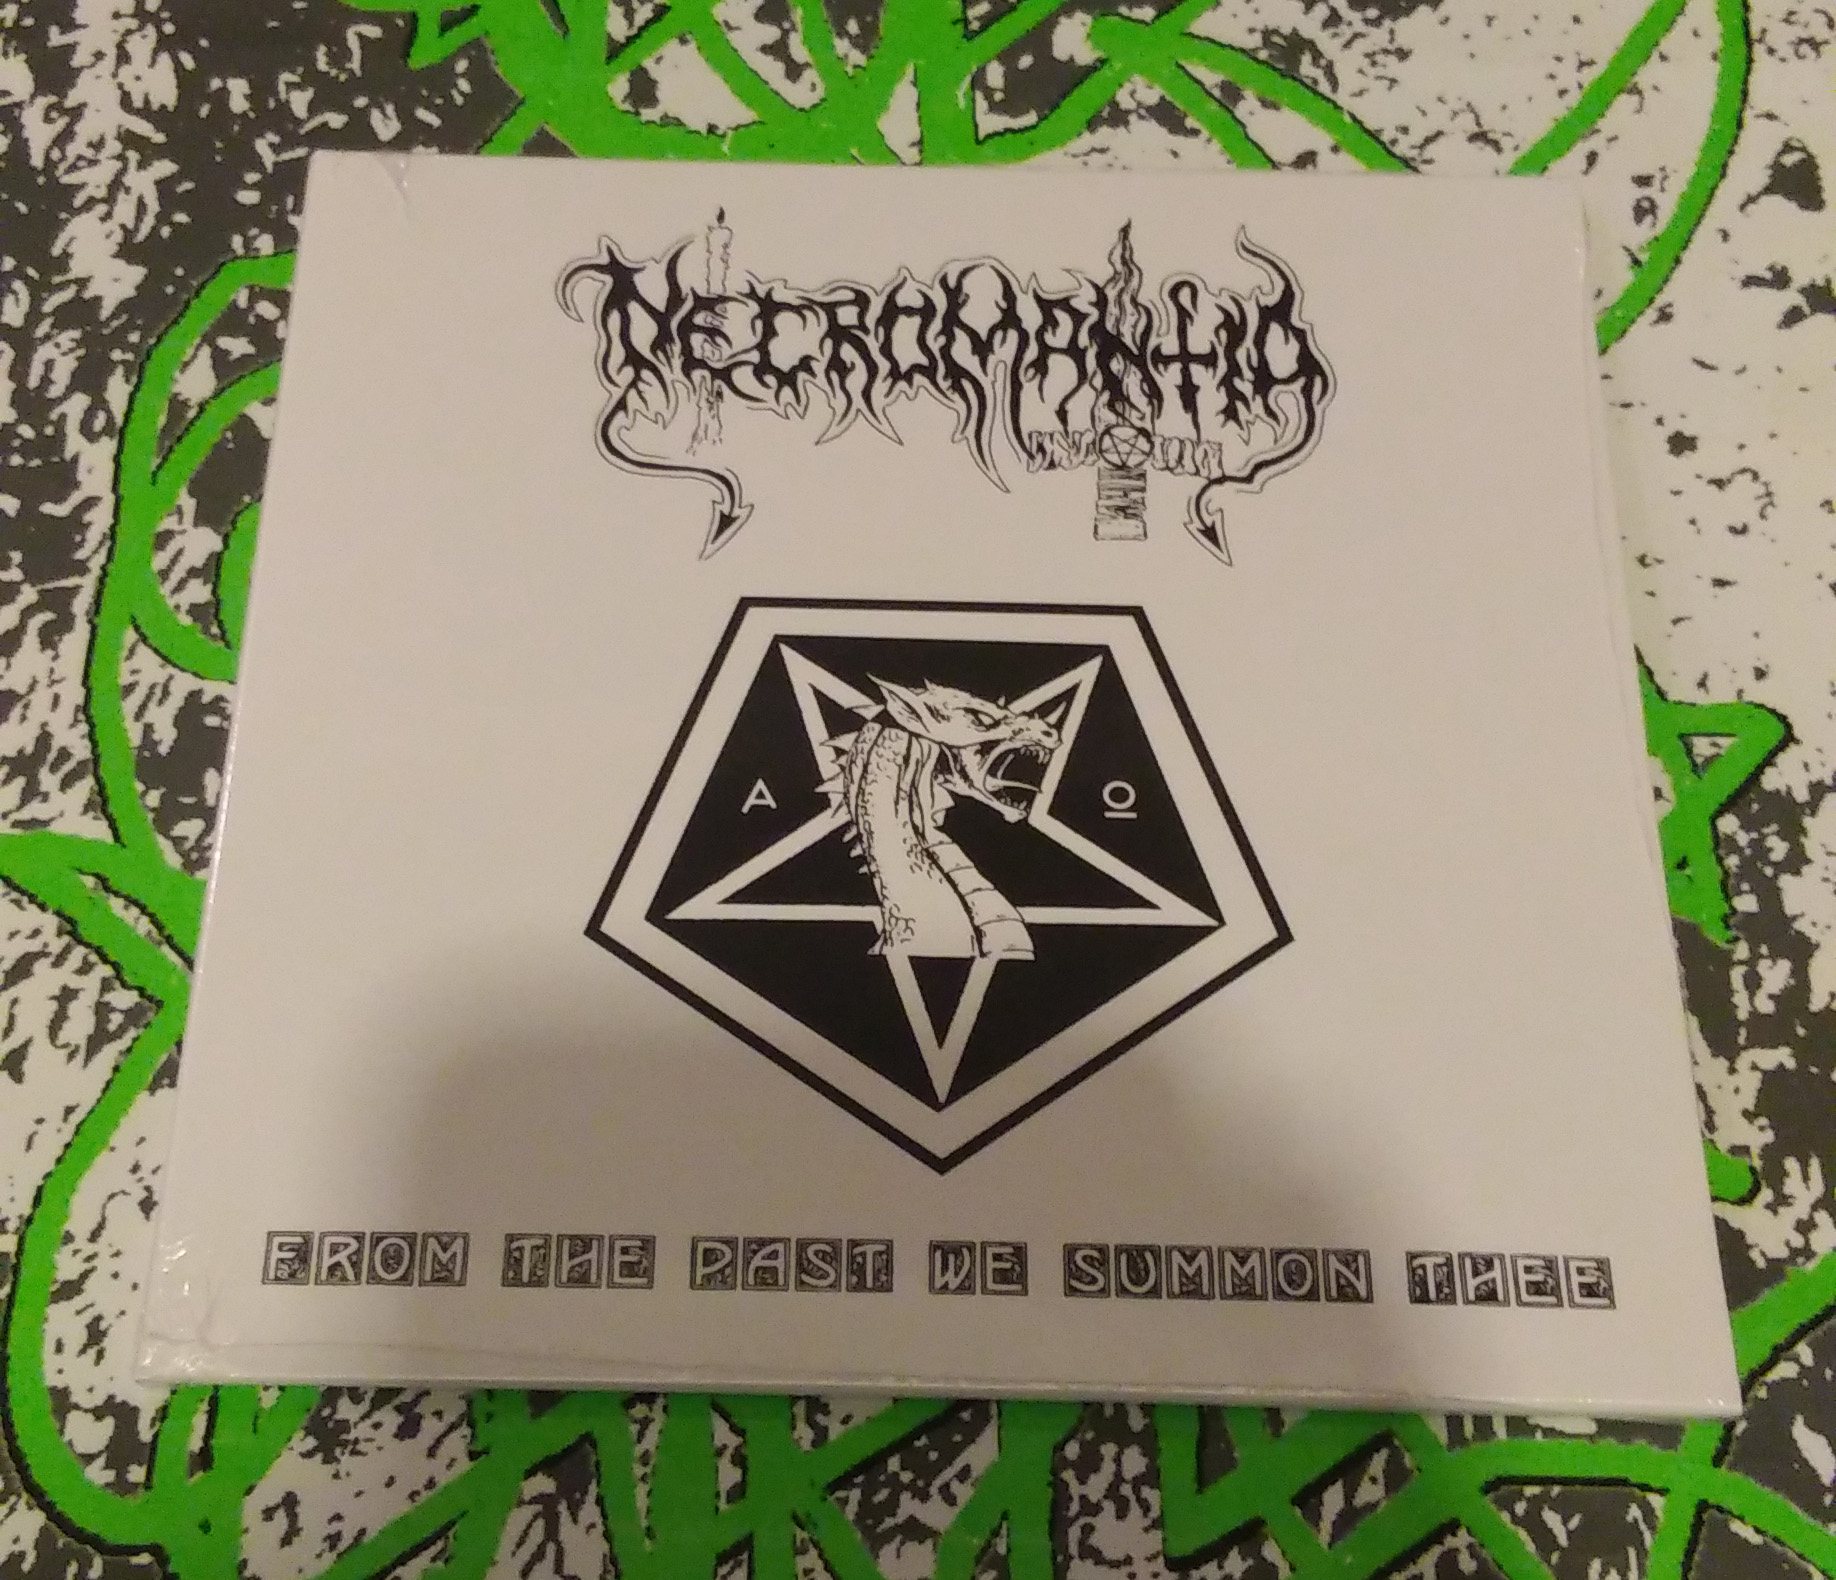 NECROMANTIA
A O
FROM THE PAST WE SUMMON THEE